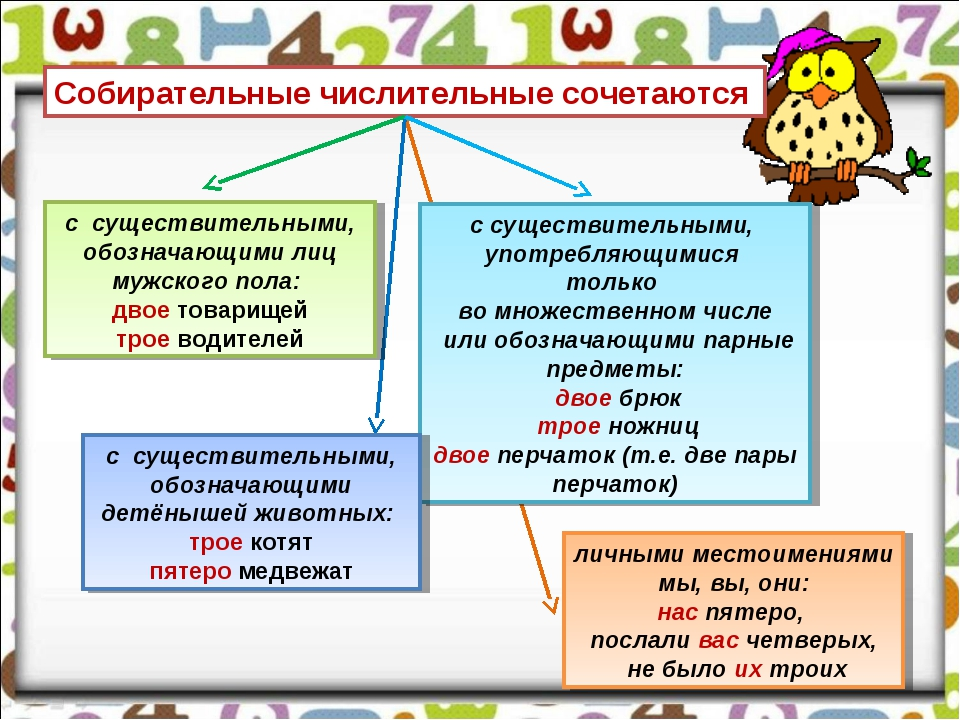 Собирательные числительные сочетаются
с существительными,
обозначающими лиц
мужского пола:
двое товарищей
трое водителей
с существительными,
употребляющимися
только
во множественном числе
или обозначающими парные
предметы:
двое брюк
трое ножниц
двое перчаток (т.е. две пары
перчаток)
с существительными,
обозначающими
детёнышей животных:
трое котят
пятеро медвежат
личными местоимениями
мы, вы, они:
нас пятеро,
послали вас четверых,
не было их троих